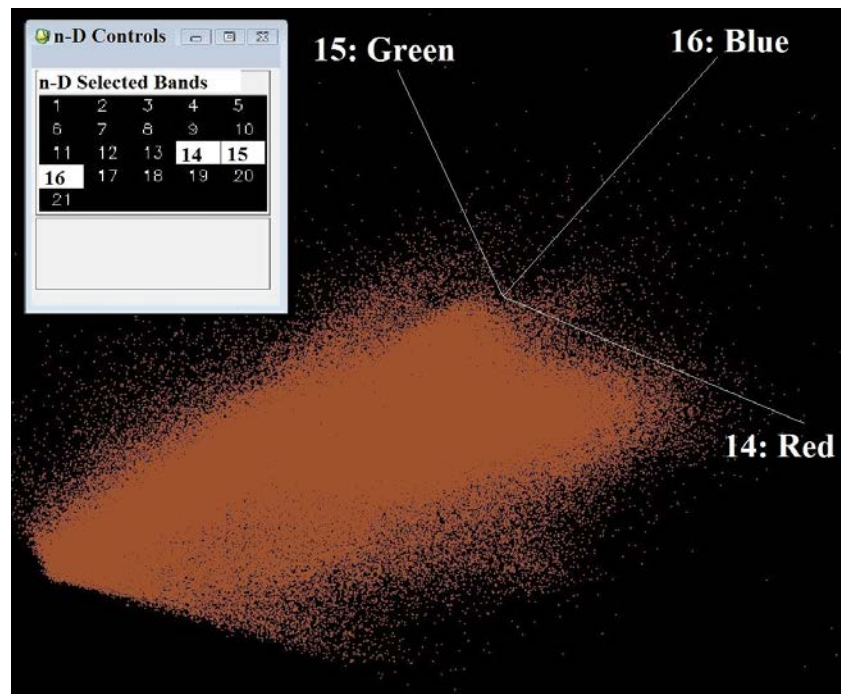 n-D Controls
n-D Selected Bands
1 2 3 4 5
6 7 8 9 10
11 12 13 14 15
16 17 18 19 20
21
15: Green
16: Blue
14: Red